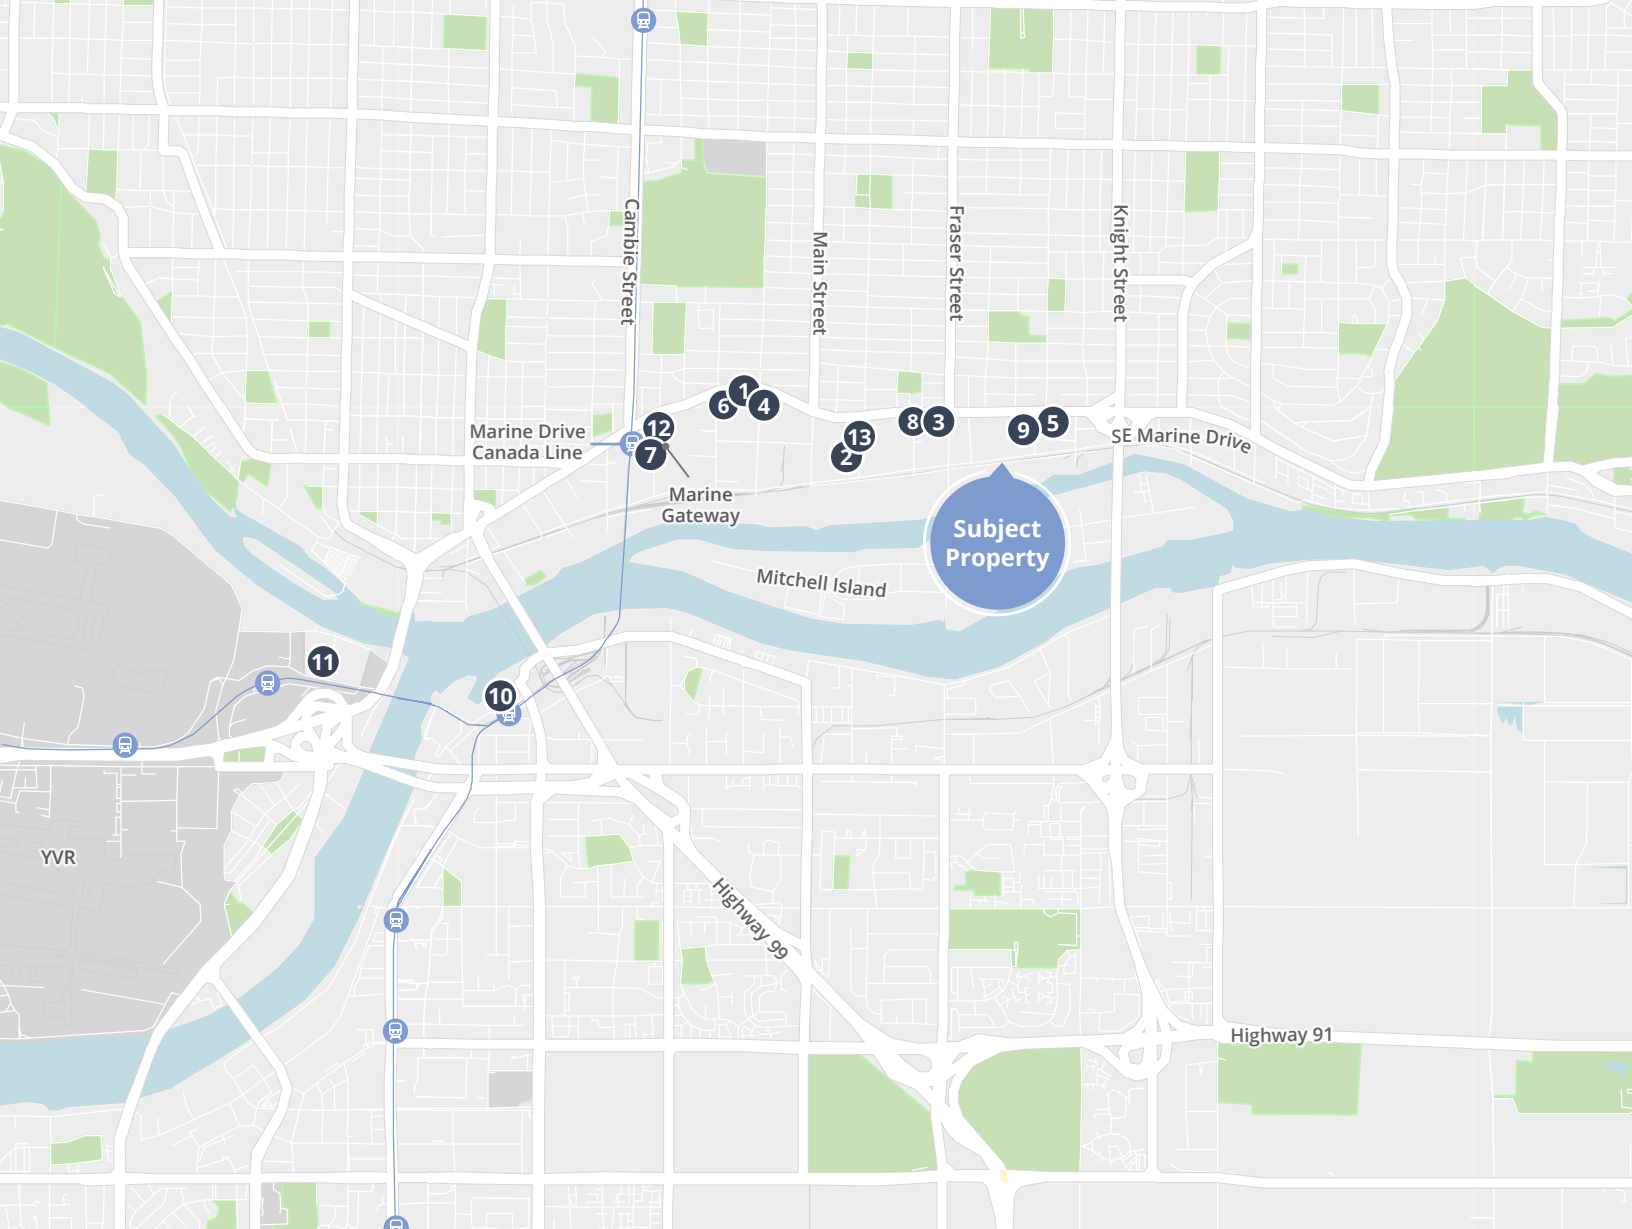 Cambie Street
Main Street
Fraser Street
Knight Street
1
6
4
12
7
13
2
8
3
9
5
Marine Drive
Canada Line
SE Marine Drive
Marine
Gateway
Subject
Property
Mitchell Island
11
10
YVR
Highway 99
Highway 91